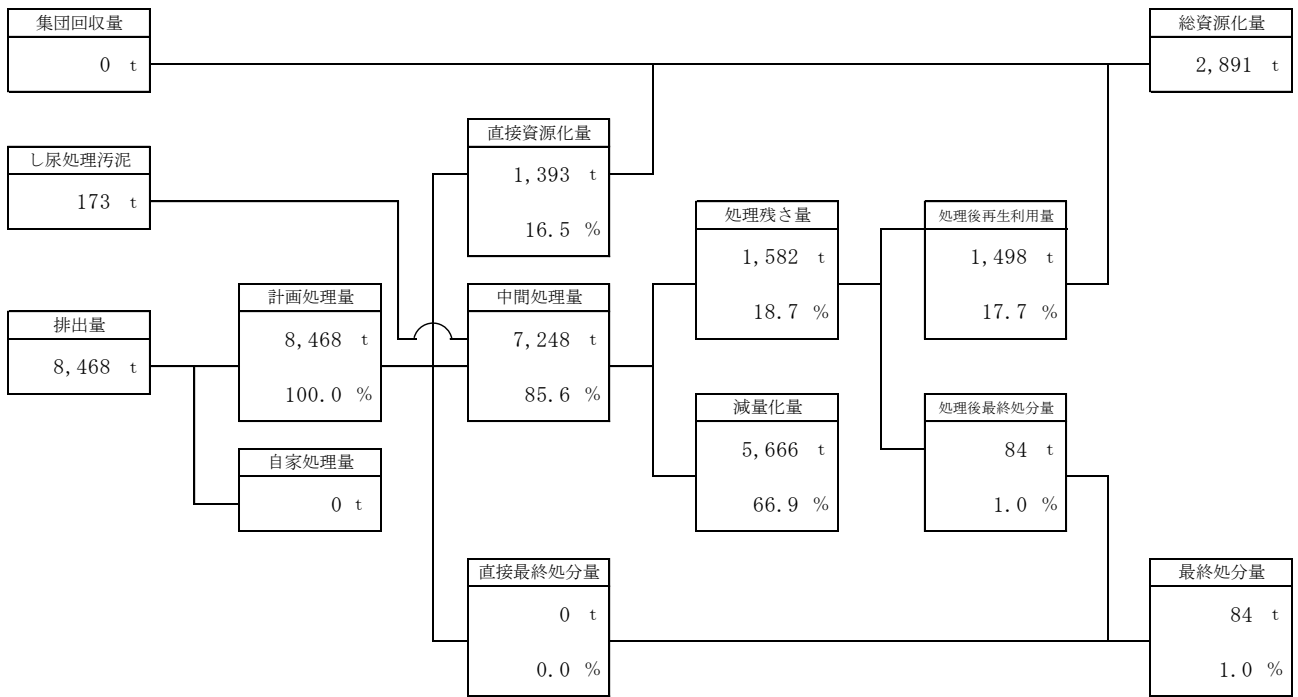 集団回収量
0 t
総資源化量
2,891 t
し尿処理汚泥
173 t
直接資源化量
1,393 t
16.5 %
処理残さ量
1,582 t
18.7 %
処理後再生利用量
1,498 t
17.7 %
排出量
8,468 t
計画処理量
8,468 t
100.0 %
中間処理量
7,248 t
85.6 %
減量化量
5,666 t
66.9 %
処理後最終処分量
84 t
1.0 %
自家処理量
0 t
直接最終処分量
0 t
0.0 %
最終処分量
84 t
1.0 %